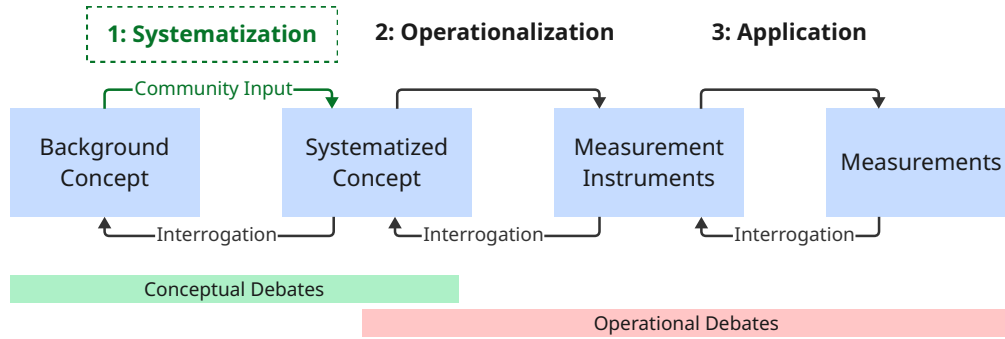 1: Systematization
2: Operationalization
3: Application
Community Input
Background
Concept
Systematized
Concept
Measurement
Instruments
Measurements
Interrogation
Interrogation
Interrogation
Conceptual Debates
Operational Debates